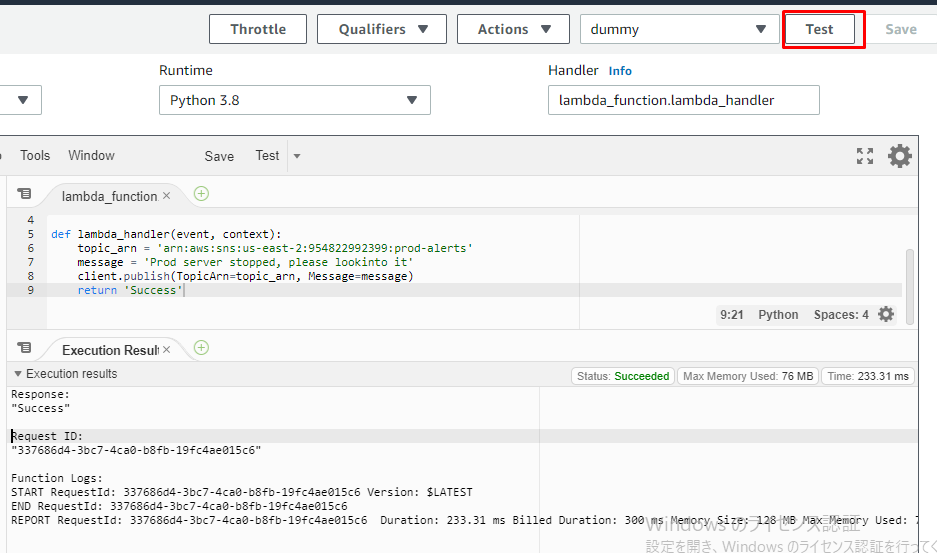 Throttle Qualifiers Actions dummy Test Save
Runtime Handler Info
Python 3.8 lambda_function.lambda_handler
Tools Window Save Test
lambda_function
4
5 def lambda_handler(event, context):
6 topic_arn = 'arn:aws:sns:us-east-2:954822992399:prod-alerts'
7 message = 'Prod server stopped, please lookinto it'
8 client.publish(TopicArn=topic_arn, Message=message)
9 return 'Success'
9:21 Python Spaces: 4
Execution Result
Execution results Status: Succeeded Max Memory Used: 76 MB Time: 233.31 ms
Response:
"Success"
Request ID:
"337686d4-3bc7-4ca0-b8fb-19fc4ae015c6"
Function Logs:
START RequestId: 337686d4-3bc7-4ca0-b8fb-19fc4ae015c6 Version: $LATEST
END RequestId: 337686d4-3bc7-4ca0-b8fb-19fc4ae015c6
REPORT RequestId: 337686d4-3bc7-4ca0-b8fb-19fc4ae015c6 Duration: 233.31 ms Billed Duration: 300 ms Memory Size: 128 MB Max Memory Used: 7
Windows のライセンス認証
設定を開き、Windows のライセンス認証を行ってく